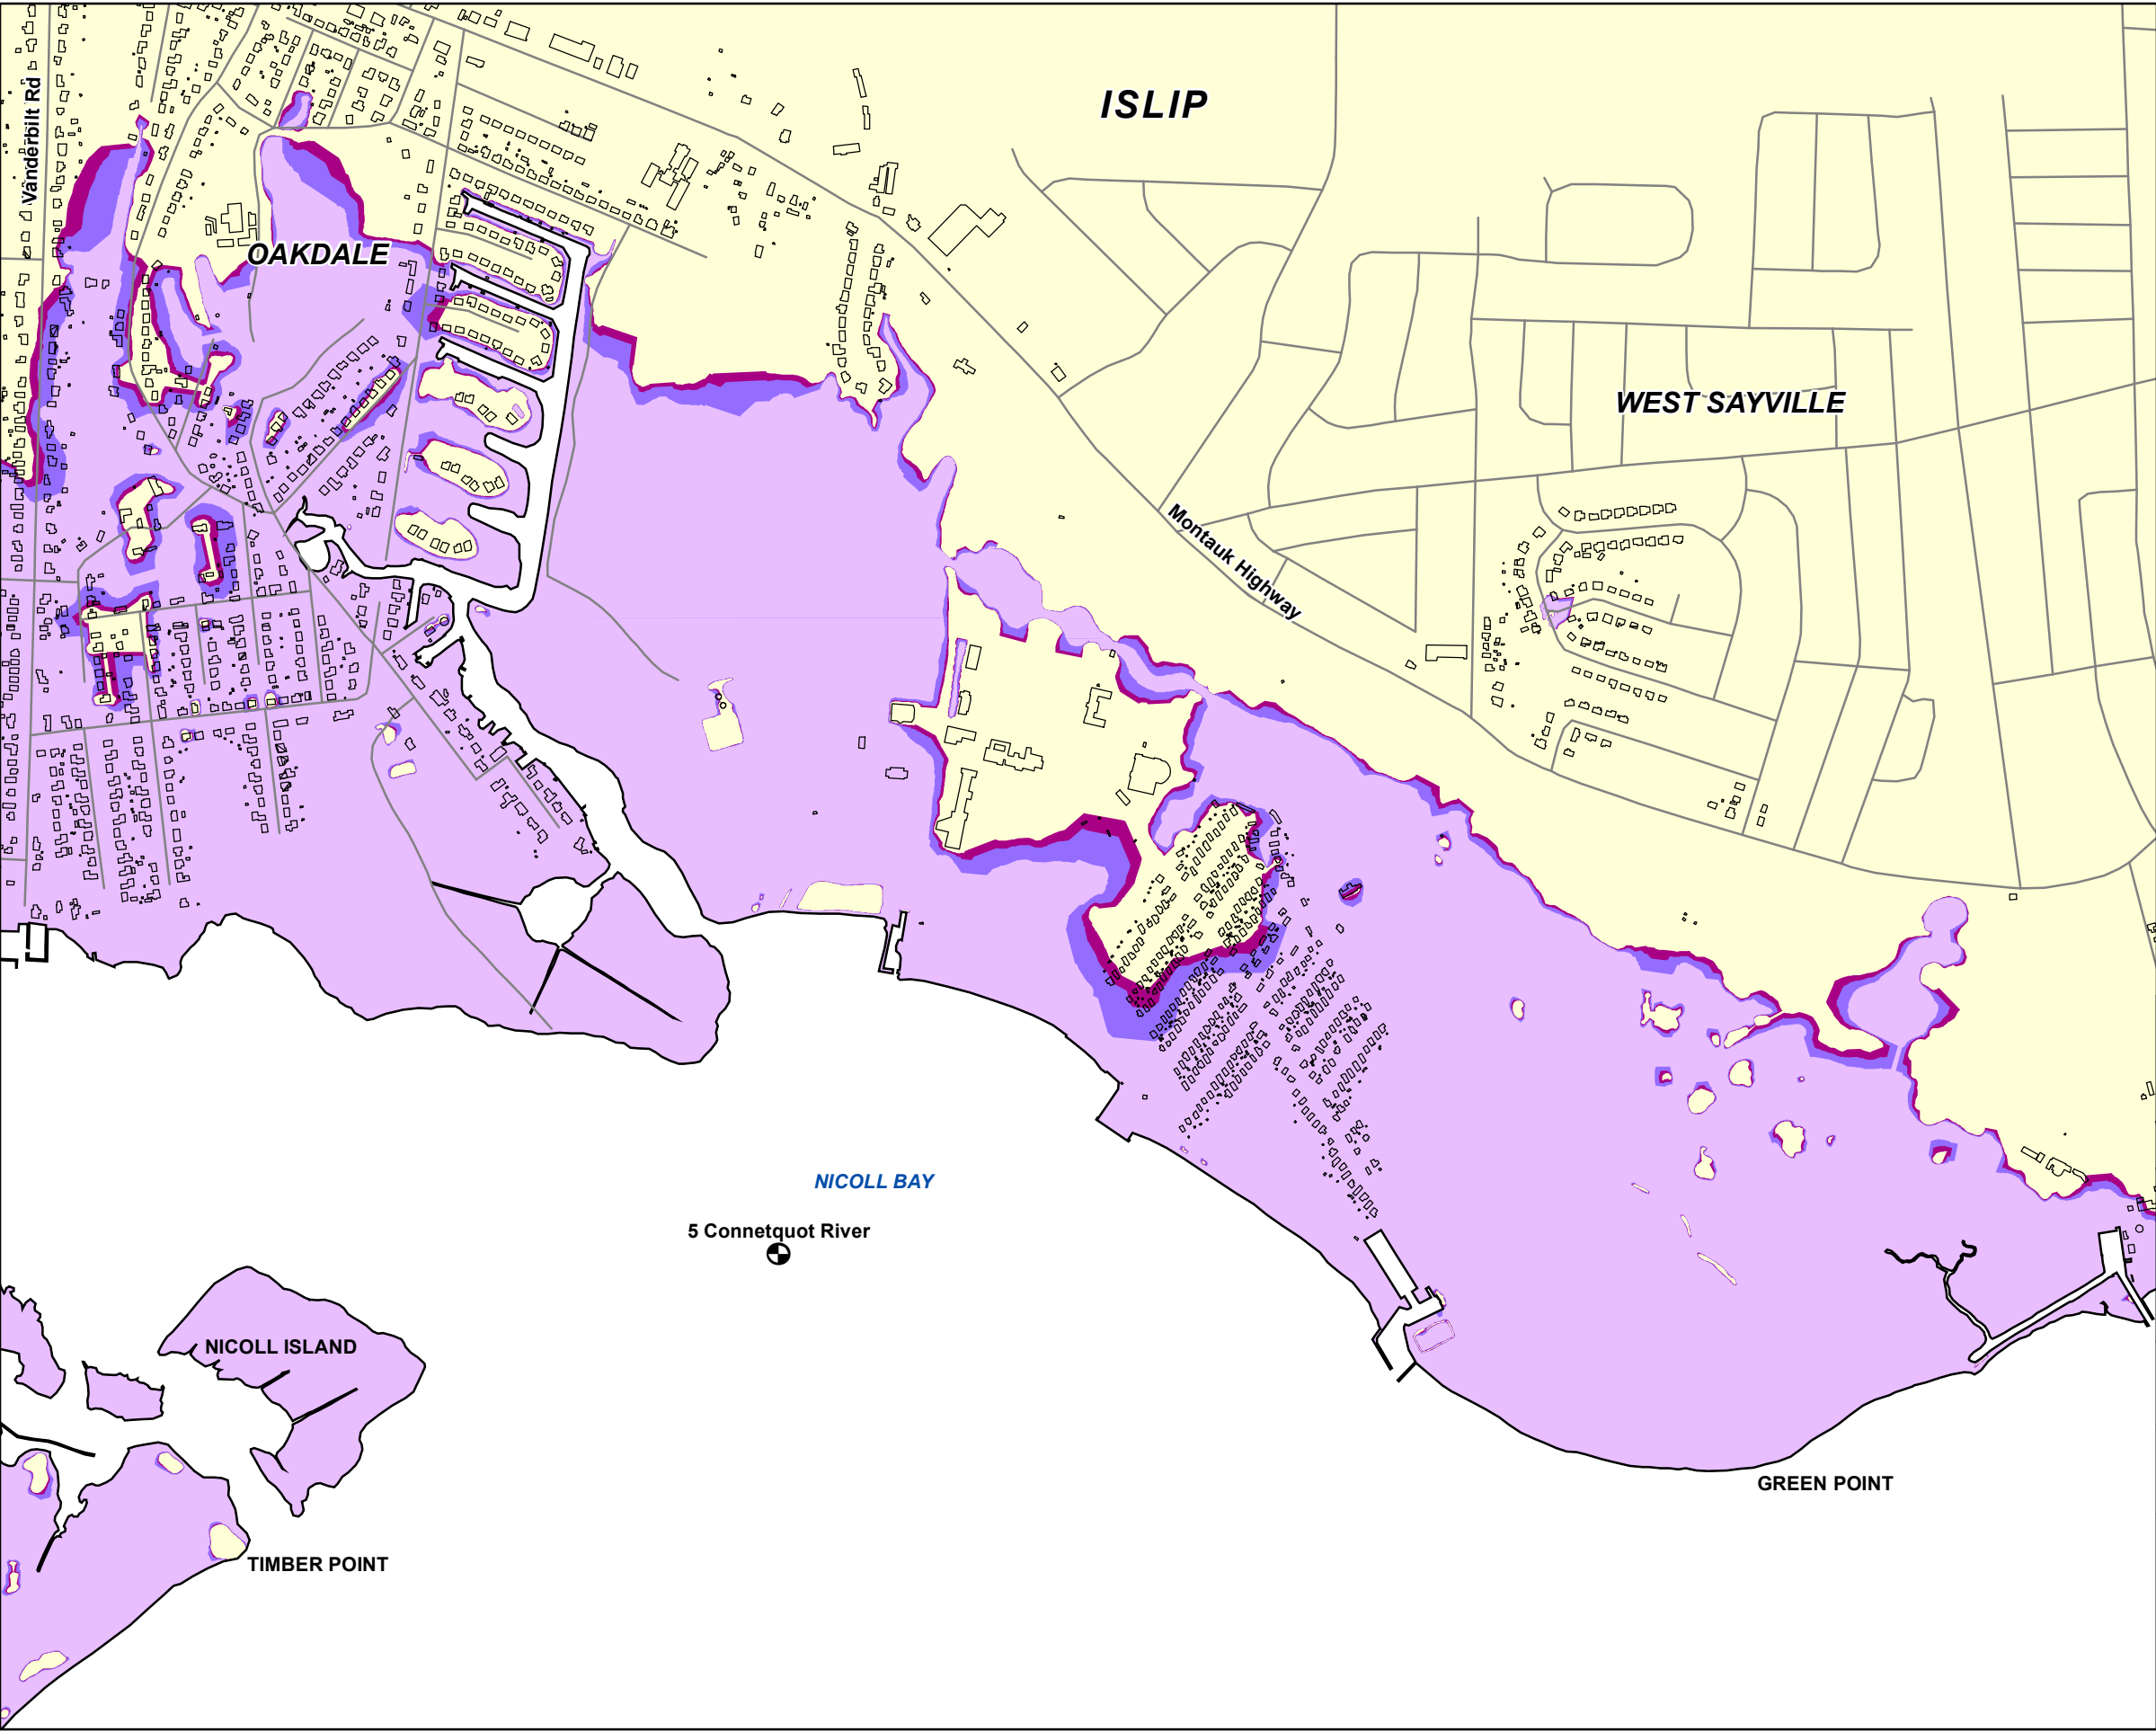 ISLIP
Vanderbilt Rd
OAKDALE
WEST SAYVILLE
Montauk Highway
NICOLL BAY
5 Connetquot River
NICOLL ISLAND
GREEN POINT
TIMBER POINT